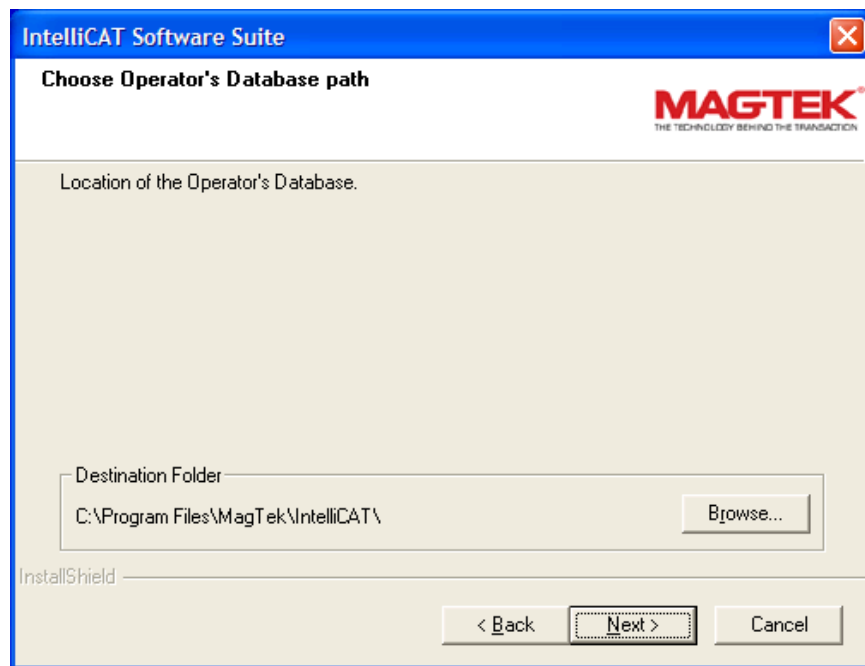 IntelliCAT Software Suite
Choose Operator's Database path
MAGTEK®
THE TECHNOLOGY BEHIND THE TRANSACTION
Location of the Operator's Database.
Destination Folder
C:\Program Files\MagTek\IntelliCAT\
Browse...
InstallShield
< Back
Next >
Cancel